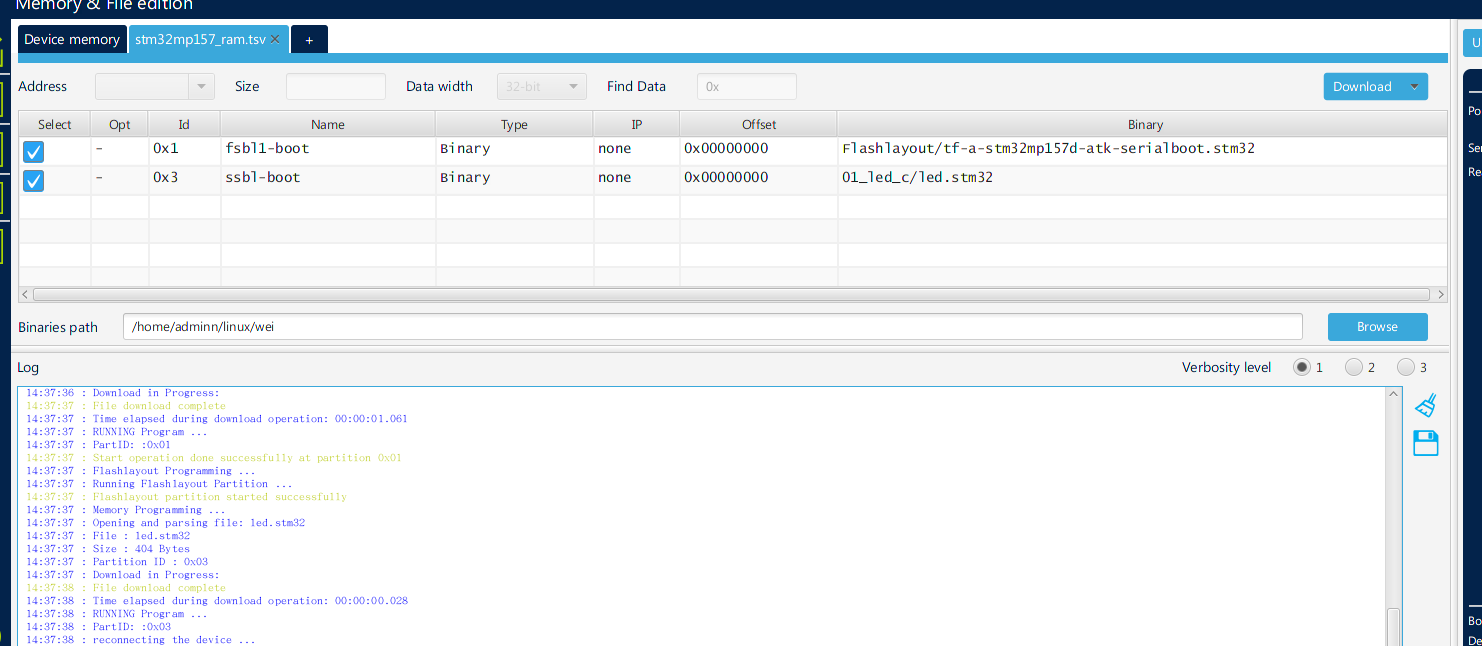 Memory & File edition
Device memory stm32mp157_ram.tsv × +
Address Size Data width 32-bit Find Data 0x Download
Select Opt Id Name Type IP Offset Binary
- 0x1 fsbl1-boot Binary none 0x00000000 Flashlayout/tf-a-stm32mp157d-atk-serialboot.stm32
- 0x3 ssbl-boot Binary none 0x00000000 01_led_c/led.stm32
Binaries path /home/adminn/linux/wei Browse
Log Verbosity level 1 2 3
14:37:36 : Download in Progress:
14:37:37 : File download complete
14:37:37 : Time elapsed during download operation: 00:00:01.061
14:37:37 : RUNNING Program ...
14:37:37 : PartID: :0x01
14:37:37 : Start operation done successfully at partition 0x01
14:37:37 : Flashlayout Programming ...
14:37:37 : Running Flashlayout Partition ...
14:37:37 : Flashlayout partition started successfully
14:37:37 : Memory Programming ...
14:37:37 : Opening and parsing file: led.stm32
14:37:37 : File : led.stm32
14:37:37 : Size : 404 Bytes
14:37:37 : Partition ID : 0x03
14:37:37 : Download in Progress:
14:37:38 : File download complete
14:37:38 : Time elapsed during download operation: 00:00:00.028
14:37:38 : RUNNING Program ...
14:37:38 : PartID: :0x03
14:37:38 : reconnecting the device ...